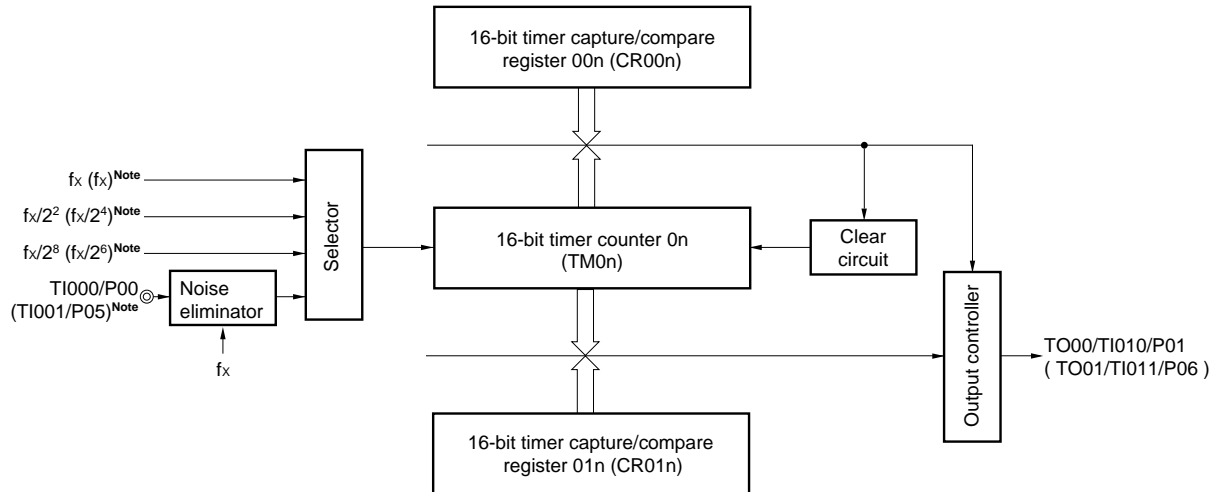 16-bit timer capture/compare
register 00n (CR00n)
fX (fX)Note
fX/2² (fX/2⁴)Note
fX/2⁸ (fX/2⁶)Note
TI000/P00
(TI001/P05)Note
Noise
eliminator
fX
Selector
16-bit timer counter 0n
(TM0n)
Clear
circuit
Output controller
TO00/TI010/P01
( TO01/TI011/P06 )
16-bit timer capture/compare
register 01n (CR01n)